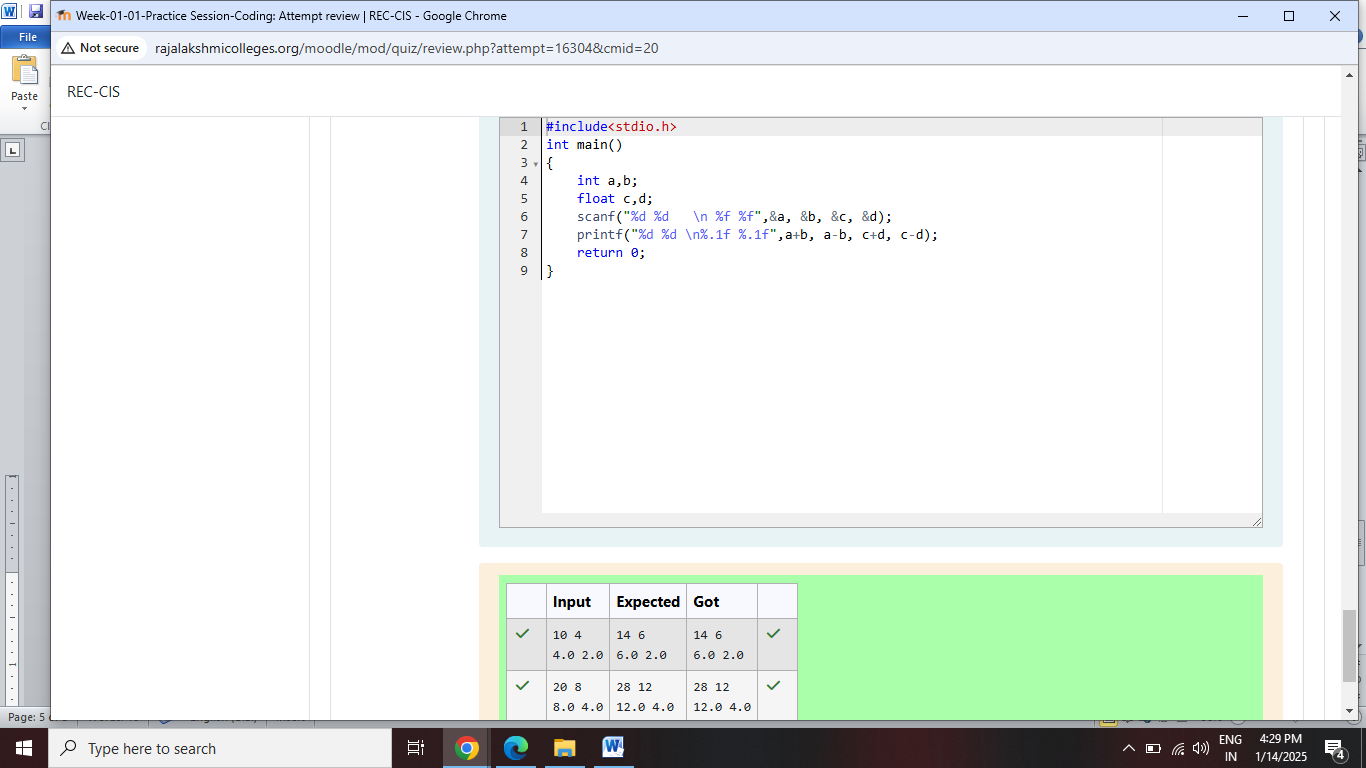 Week-01-01-Practice Session-Coding: Attempt review | REC-CIS - Google Chrome
File
Not secure rajalakshmicolleges.org/moodle/mod/quiz/review.php?attempt=16304&cmid=20
Paste
REC-CIS
1 #include<stdio.h>
2 int main()
3 {
4     int a,b;
5     float c,d;
6     scanf("%d %d   \n %f %f",&a, &b, &c, &d);
7     printf("%d %d \n%.1f %.1f",a+b, a-b, c+d, c-d);
8     return 0;
9 }
Input Expected Got
10 4 14 6 14 6
4.0 2.0 6.0 2.0 6.0 2.0
20 8 28 12 28 12
8.0 4.0 12.0 4.0 12.0 4.0
Page: 5
Type here to search
ENG 4:29 PM
IN 1/14/2025 4